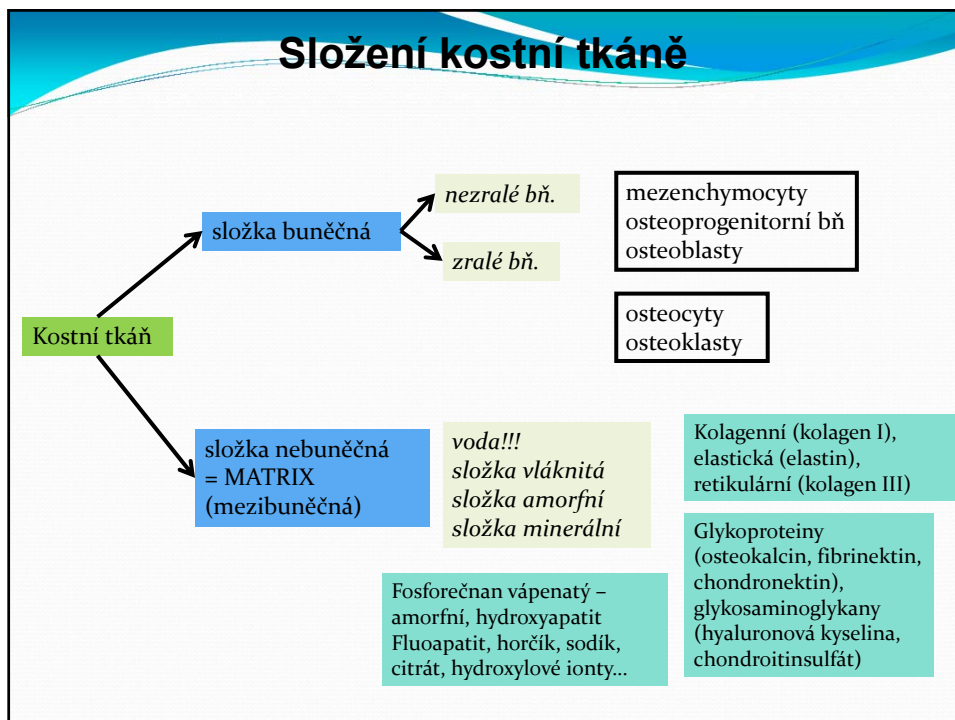 Složení kostní tkáně
nezralé bň.
mezenchymocyty
osteoprogenitorní bň
osteoblasty
složka buněčná
zralé bň.
osteocyty
osteoklasty
Kostní tkáň
složka nebuněčná
= MATRIX
(mezibuněčná)
voda!!!
složka vláknitá
složka amorfní
složka minerální
Kolagenní (kolagen I),
elastická (elastin),
retikulární (kolagen III)
Glykoproteiny
(osteokalcin, fibrinektin,
chondronektin),
glykosaminoglykany
(hyaluronová kyselina,
chondroitinsulfát)
Fosforečnan vápenatý –
amorfní, hydroxyapatit
Fluoapatit, horčík, sodík,
citrát, hydroxylové ionty…